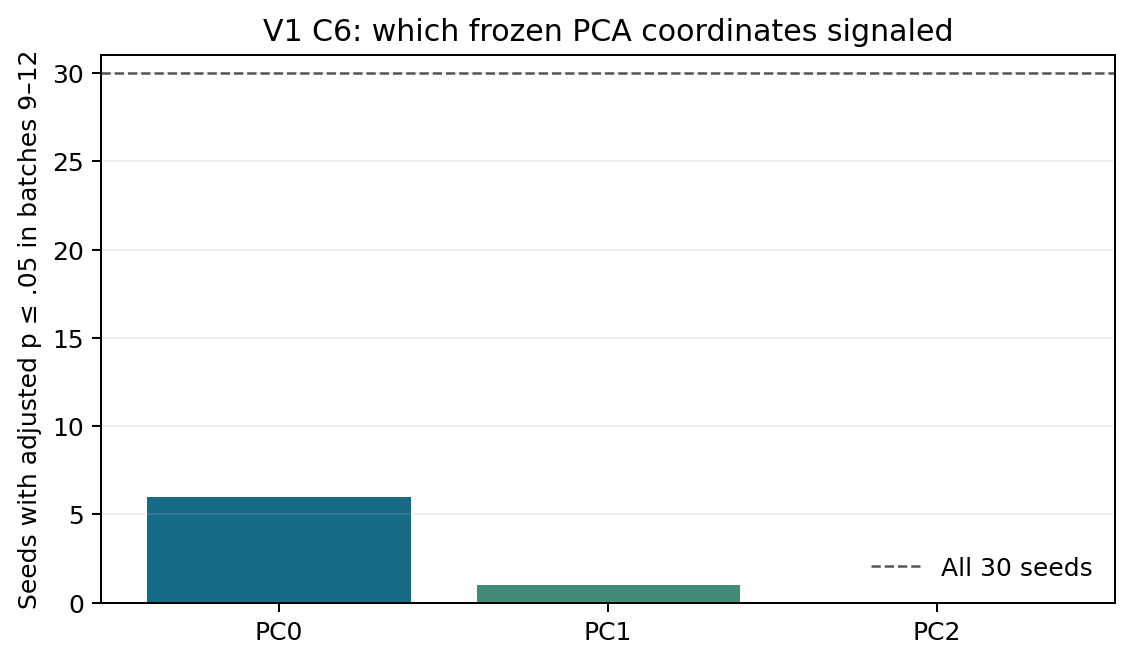 V1 C6: which frozen PCA coordinates signaled
Seeds with adjusted p ≤ .05 in batches 9–12
30
25
20
15
10
5
0
PC0
PC1
PC2
All 30 seeds